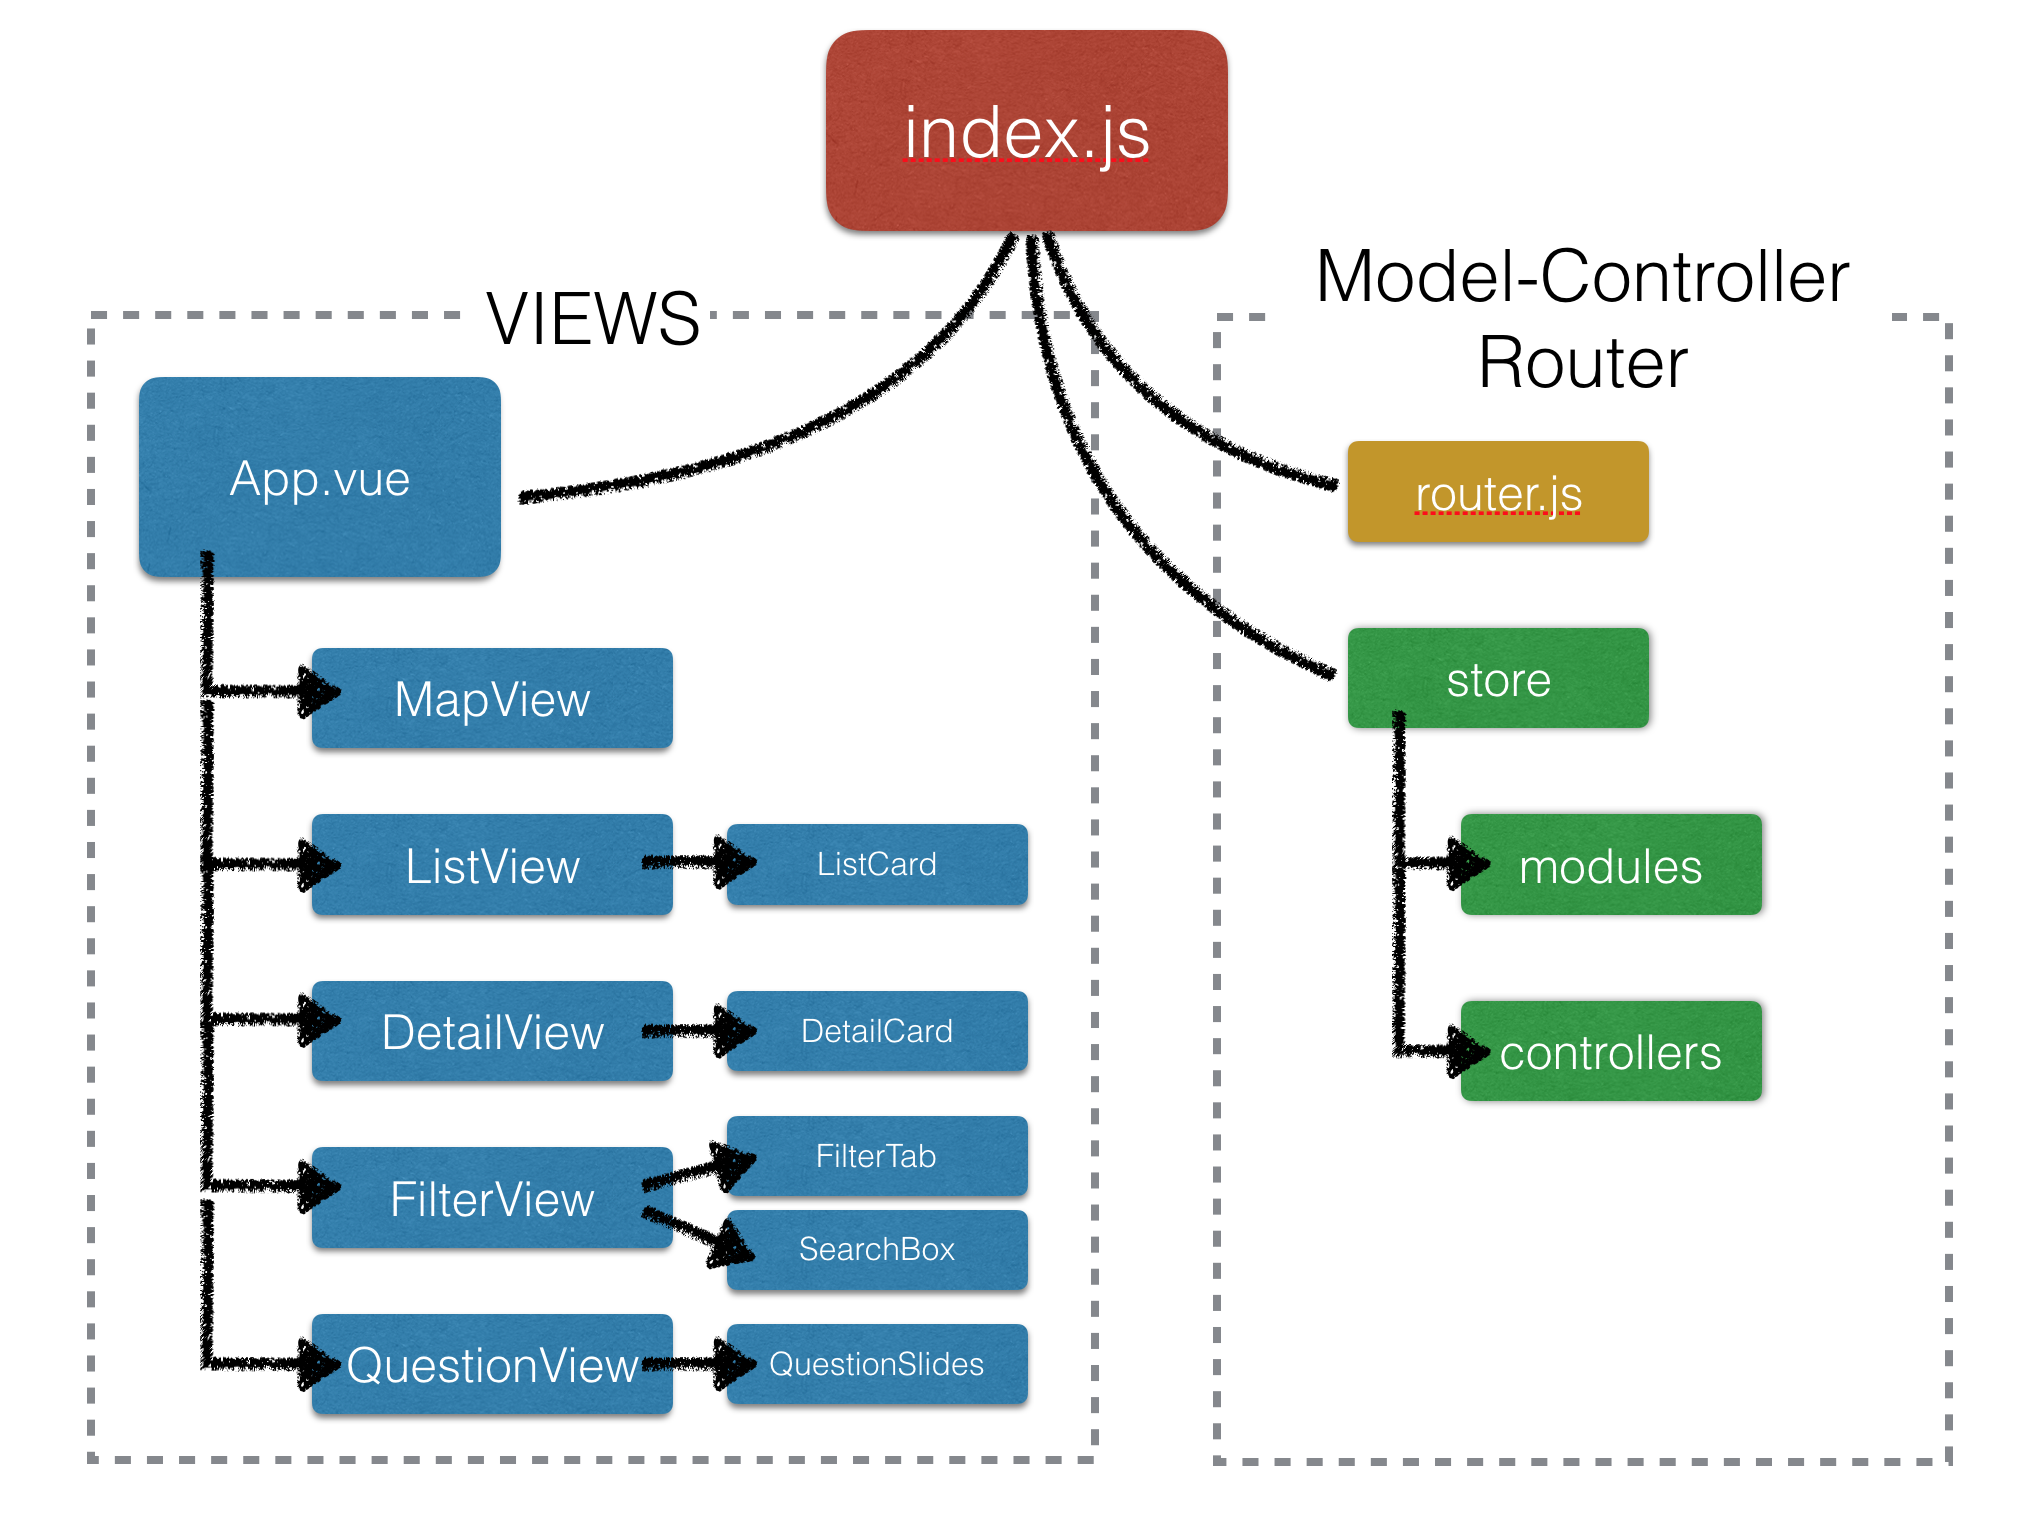 index.js
VIEWS
App.vue
MapView
ListView
ListCard
DetailView
DetailCard
FilterView
FilterTab
SearchBox
QuestionView
QuestionSlides
Model-Controller
Router
router.js
store
modules
controllers